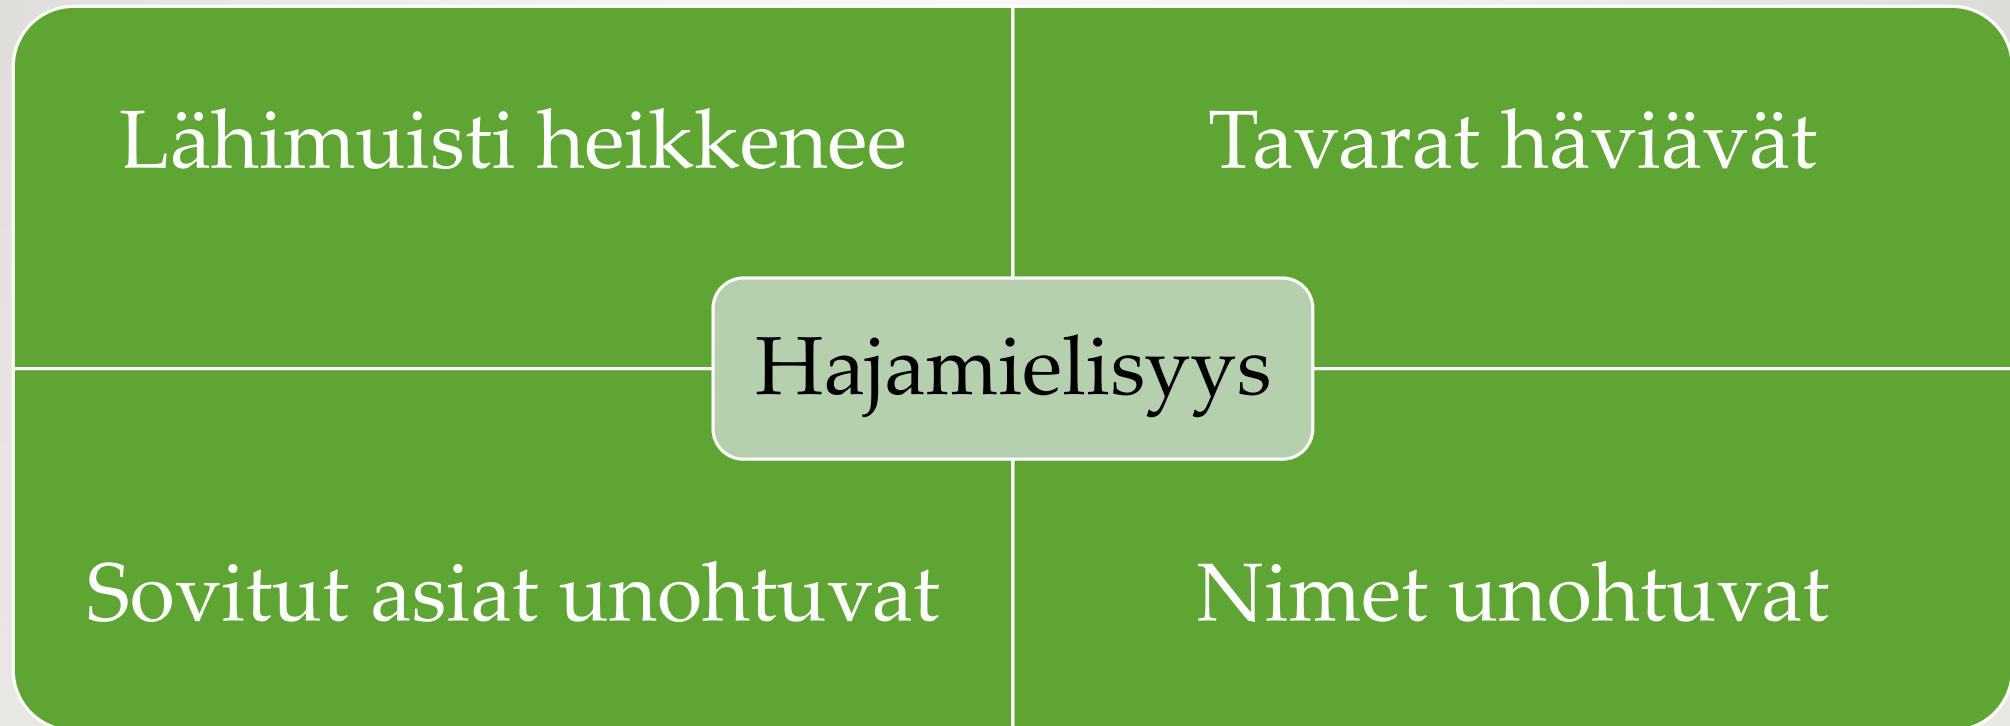 Lähimuisti heikkenee
Tavarat häviävät
Hajamielisyys
Sovitut asiat unohtuvat
Nimet unohtuvat